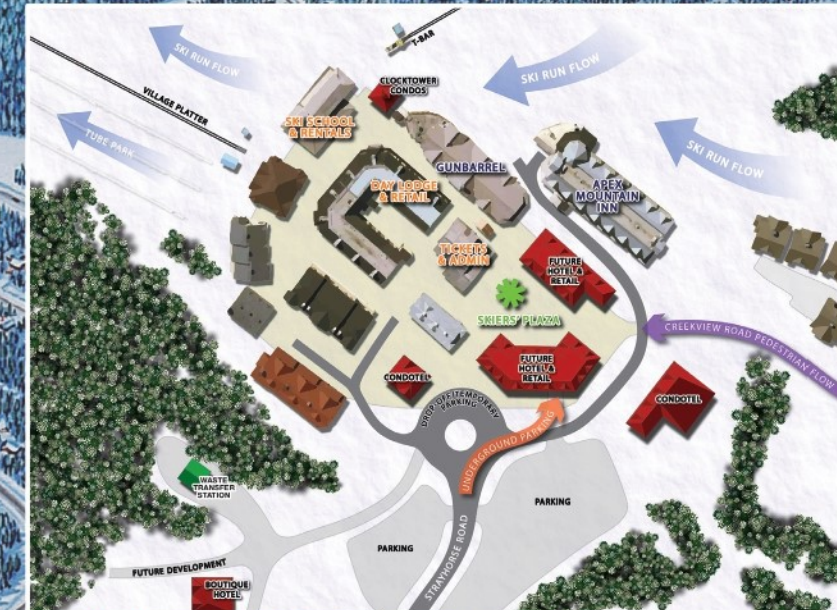 SKI RUN FLOW
T-BAR
SKI RUN FLOW
VILLAGE PLATTER
CLOCKTOWER
CONDOS
SKI SCHOOL
& RENTALS
TUBE PARK
SKI RUN FLOW
GUNBARREL
DAY LODGE
& RETAIL
APEX
MOUNTAIN
INN
TICKETS
& ADMIN
FUTURE
HOTEL &
RETAIL
SKIERS' PLAZA
CREEKVIEW ROAD PEDESTRIAN FLOW
FUTURE
HOTEL &
RETAIL
CONDOTEL
CONDOTEL
DROP-OFF/TEMPORARY
PARKING
UNDERGROUND PARKING
WASTE
TRANSFER
STATION
PARKING
PARKING
STRAYHORSE ROAD
FUTURE DEVELOPMENT
BOUTIQUE
HOTEL